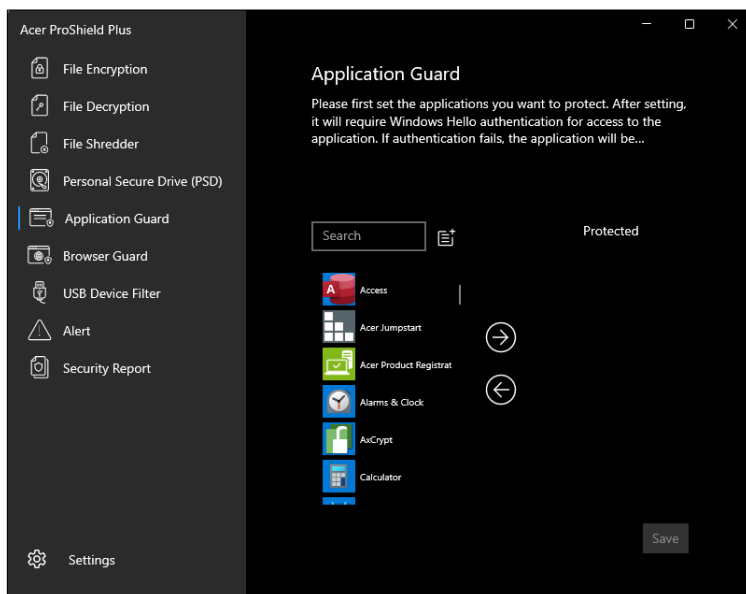 Acer ProShield Plus
File Encryption
File Decryption
File Shredder
Personal Secure Drive (PSD)
Application Guard
Browser Guard
USB Device Filter
Alert
Security Report
Settings
Application Guard
Please first set the applications you want to protect. After setting,
it will require Windows Hello authentication for access to the
application. If authentication fails, the application will be...
Search
Protected
A
Access
Acer Jumpstart
Acer Product Registrat
Alarms & Clock
AxCrypt
Calculator
Save